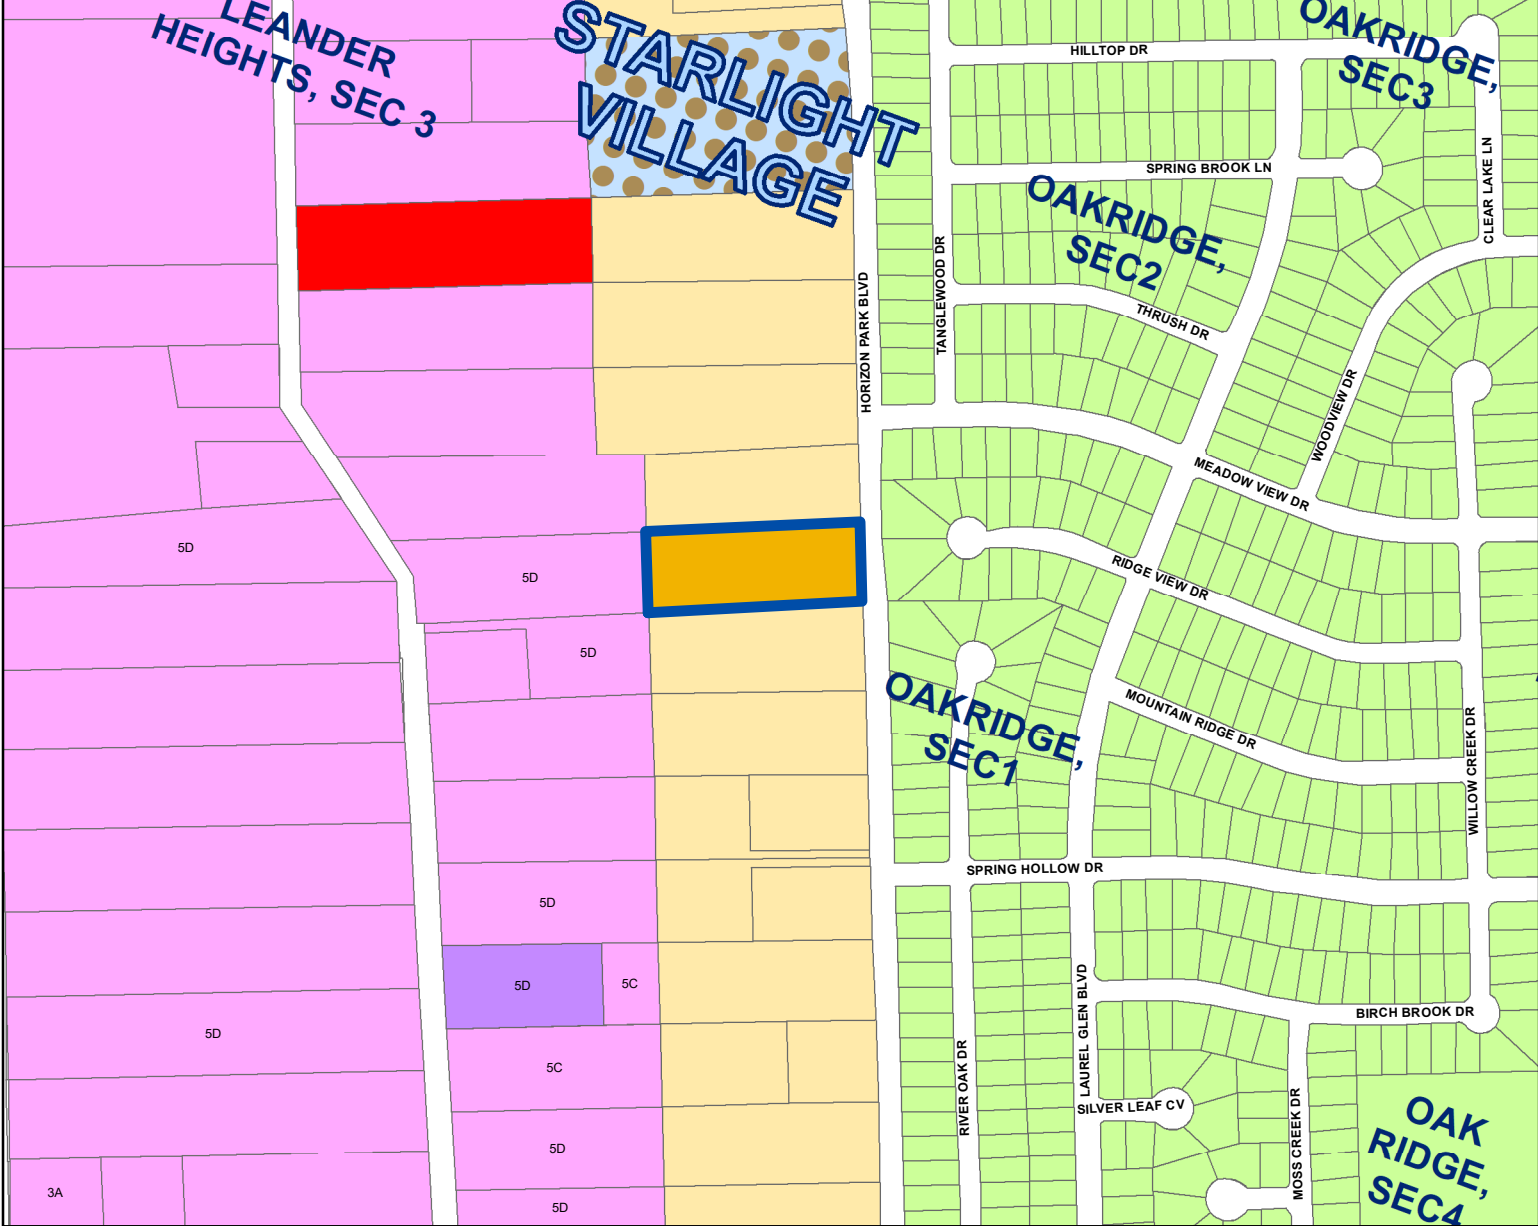 LEANDER
HEIGHTS, SEC 3
STARLIGHT
VILLAGE
OAKRIDGE,
SEC3
HILLTOP DR
SPRING BROOK LN
CLEAR LAKE LN
OAKRIDGE,
SEC2
TANGLEWOOD DR
HORIZON PARK BLVD
THRUSH DR
WOODVIEW DR
MEADOW VIEW DR
5D
5D
RIDGE VIEW DR
5D
OAKRIDGE,
SEC1
MOUNTAIN RIDGE DR
WILLOW CREEK DR
SPRING HOLLOW DR
5D
5D
5C
5D
LAUREL GLEN BLVD
BIRCH BROOK DR
5C
RIVER OAK DR
SILVER LEAF CV
MOSS CREEK DR
OAK
RIDGE,
SEC4
5D
3A
5D